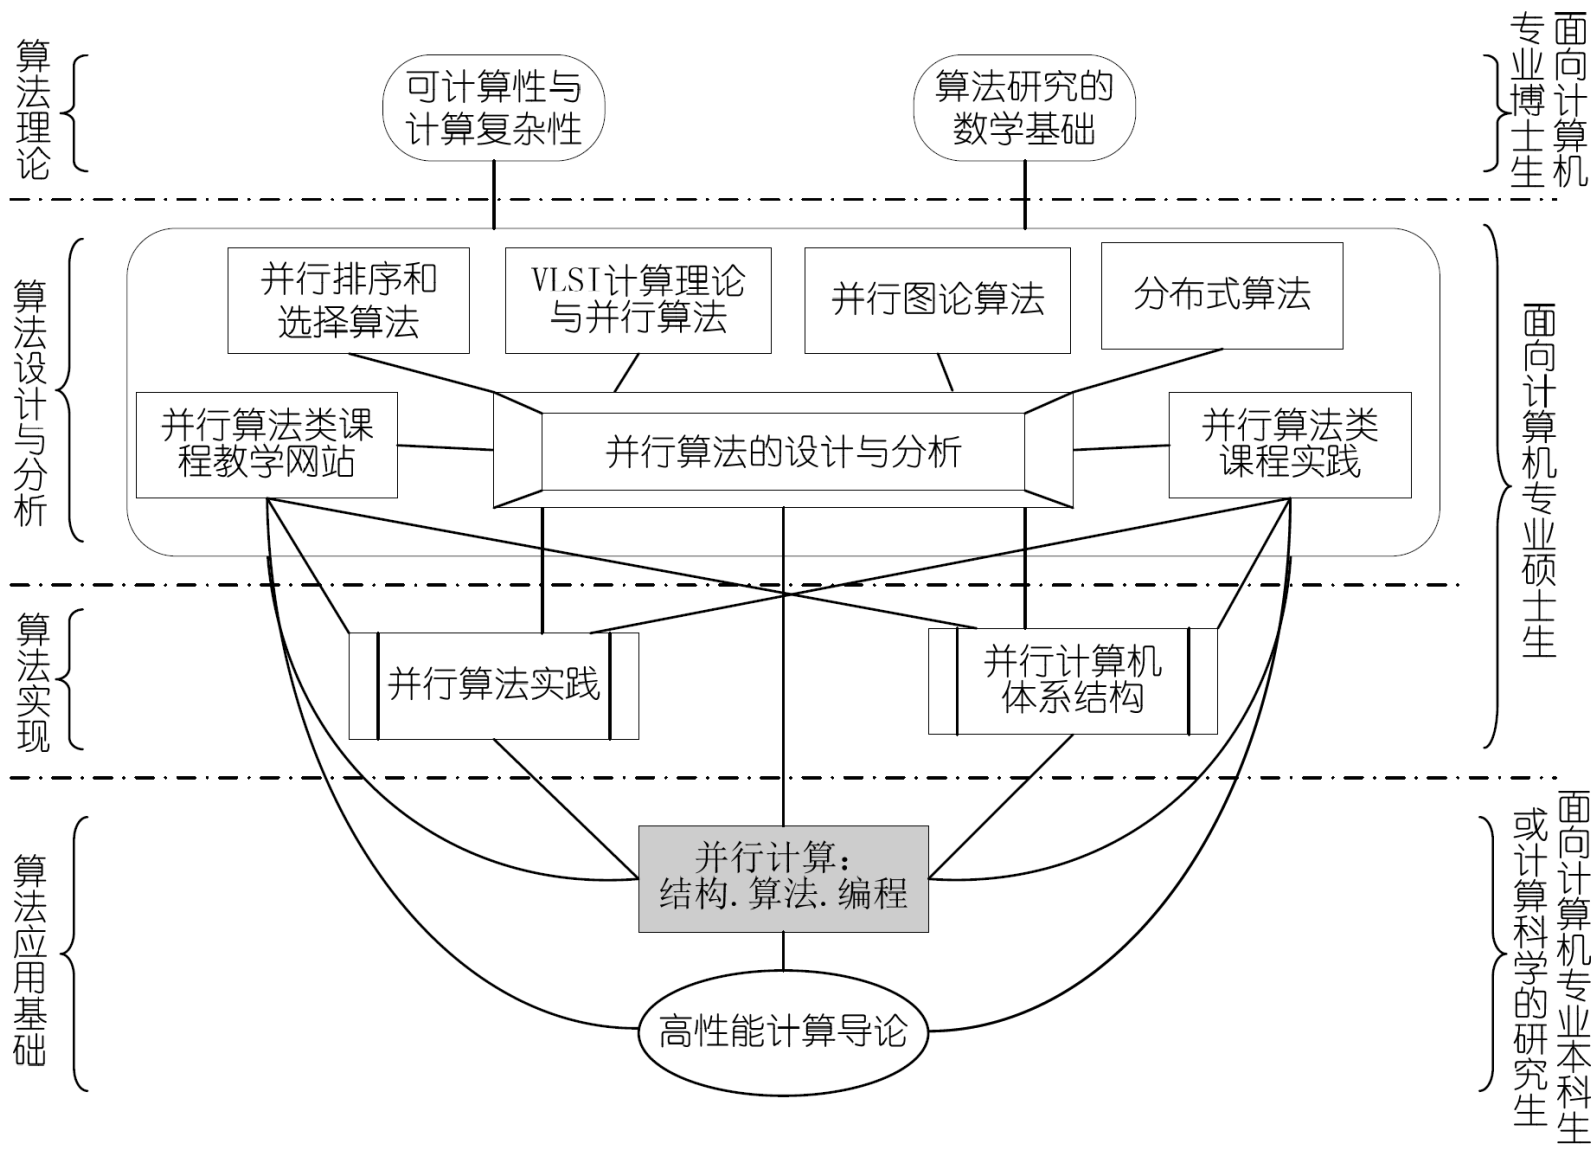 算法理论
可计算性与
计算复杂性
算法研究的
数学基础
面向计算机
专业博士生
算法设计与分析
并行排序和
选择算法
VLSI计算理论
与并行算法
并行图论算法
分布式算法
并行算法类课
程教学网站
并行算法的设计与分析
并行算法类
课程实践
面向计算机专业硕士生
算法实现
并行算法实践
并行计算机
体系结构
算法应用基础
并行计算：
结构.算法.编程
高性能计算导论
面向计算机专业本科生
或计算科学的研究生